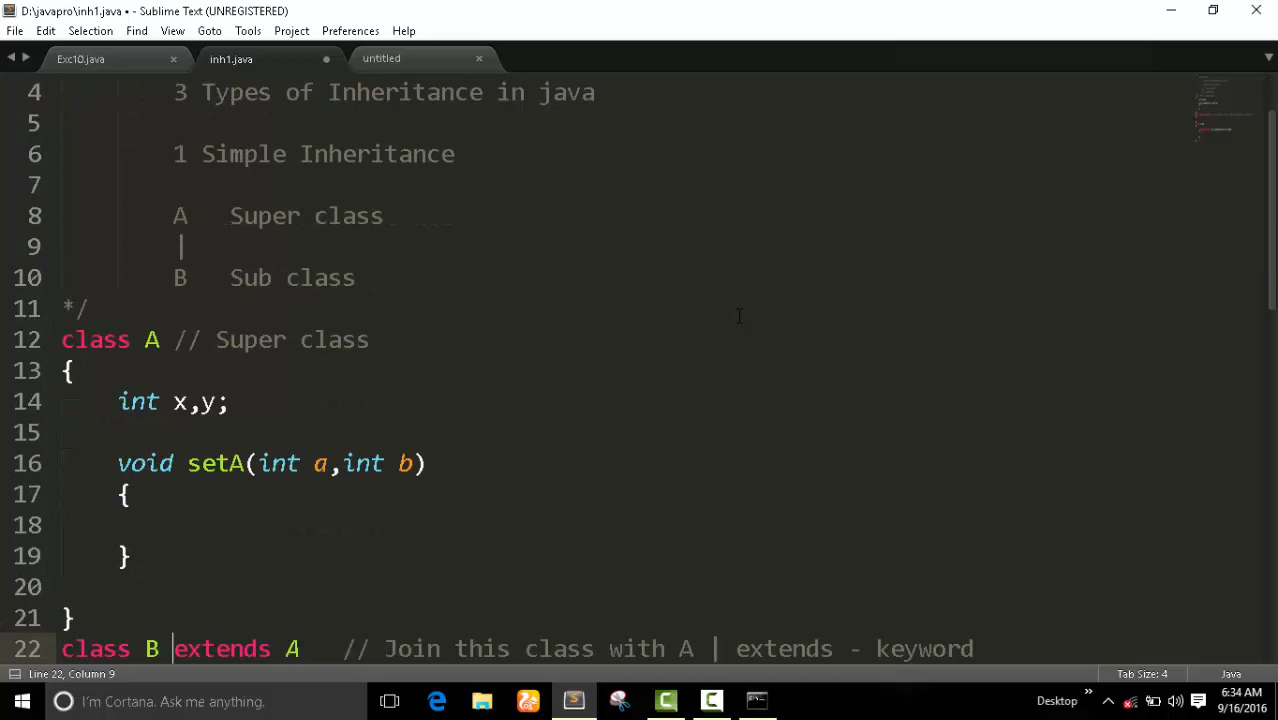 D:\javapro\inh1.java • - Sublime Text (UNREGISTERED)
File Edit Selection Find View Goto Tools Project Preferences Help
Exc10.java inh1.java untitled
4 3 Types of Inheritance in java
5
6 1 Simple Inheritance
7
8 A Super class
9 |
10 B Sub class
11 */
12 class A // Super class
13 {
14 int x,y;
15
16 void setA(int a,int b)
17 {
18
19 }
20
21 }
22 class B extends A // Join this class with A | extends - keyword
Line 22, Column 9 Tab Size: 4 Java
I'm Cortana. Ask me anything. Desktop 6:34 AM
9/16/2016